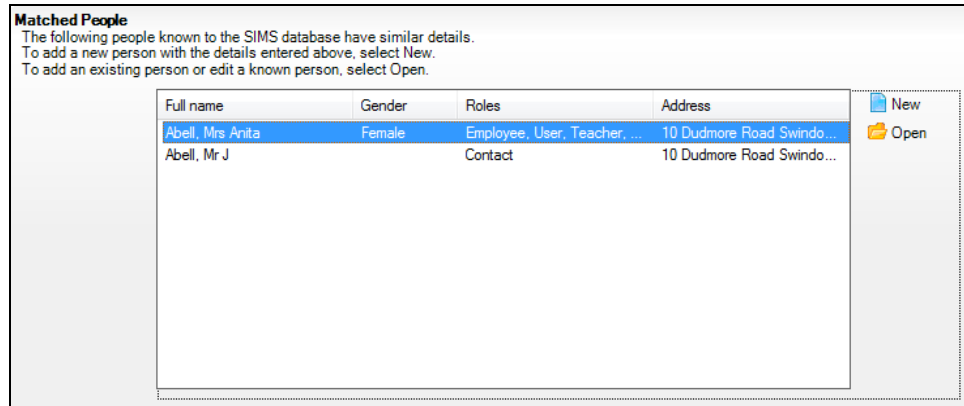 Matched People
The following people known to the SIMS database have similar details.
To add a new person with the details entered above, select New.
To add an existing person or edit a known person, select Open.
Full name Gender Roles Address New
Abell, Mrs Anita Female Employee, User, Teacher, ... 10 Dudmore Road Swindo... Open
Abell, Mr J Contact 10 Dudmore Road Swindo...